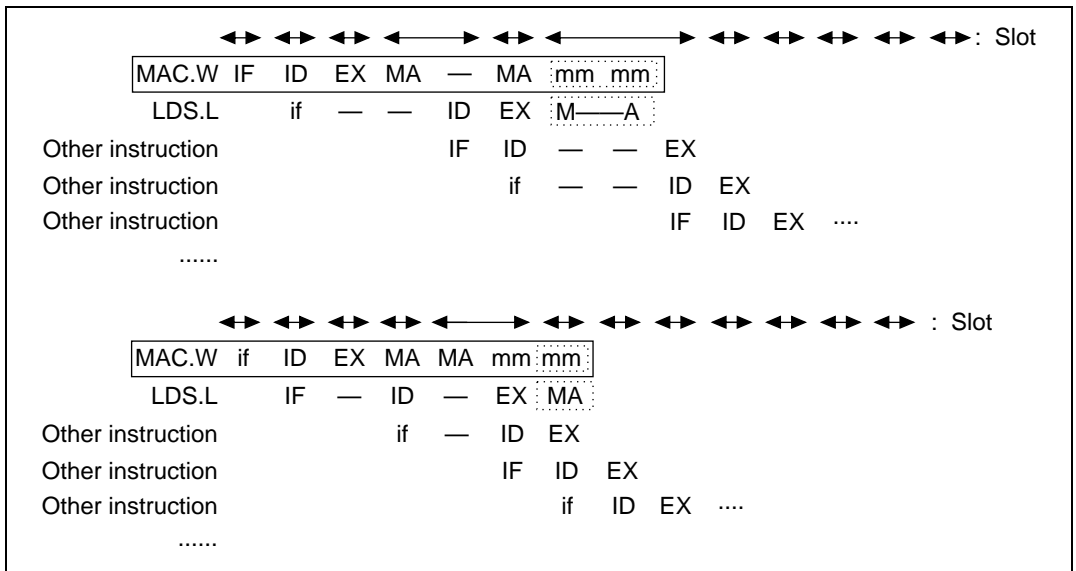 : Slot
MAC.W IF ID EX MA — MA mm mm
LDS.L if — — ID EX M——A
Other instruction IF ID — — EX
Other instruction if — — ID EX
Other instruction IF ID EX ....
......
: Slot
MAC.W if ID EX MA MA mm mm
LDS.L IF — ID — EX MA
Other instruction if — ID EX
Other instruction IF ID EX
Other instruction if ID EX ....
......